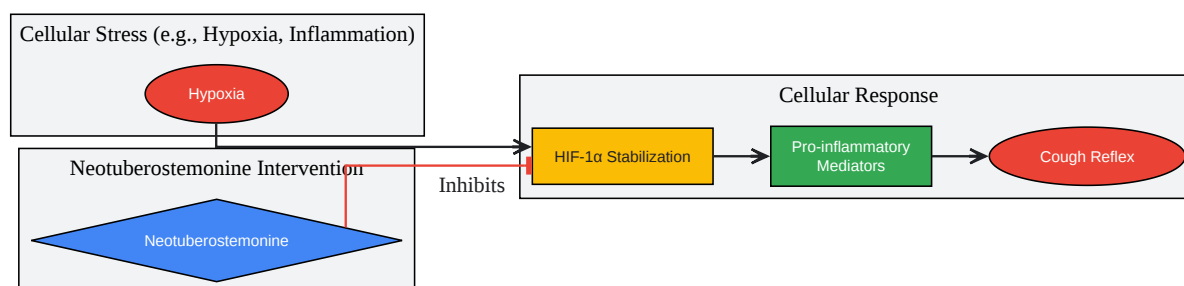 Cellular Stress (e.g., Hypoxia, Inflammation)
Hypoxia
Cellular Response
HIF-1α Stabilization
Pro-inflammatory
Mediators
Cough Reflex
Neotuberostemonine Intervention
Inhibits
Neotuberostemonine